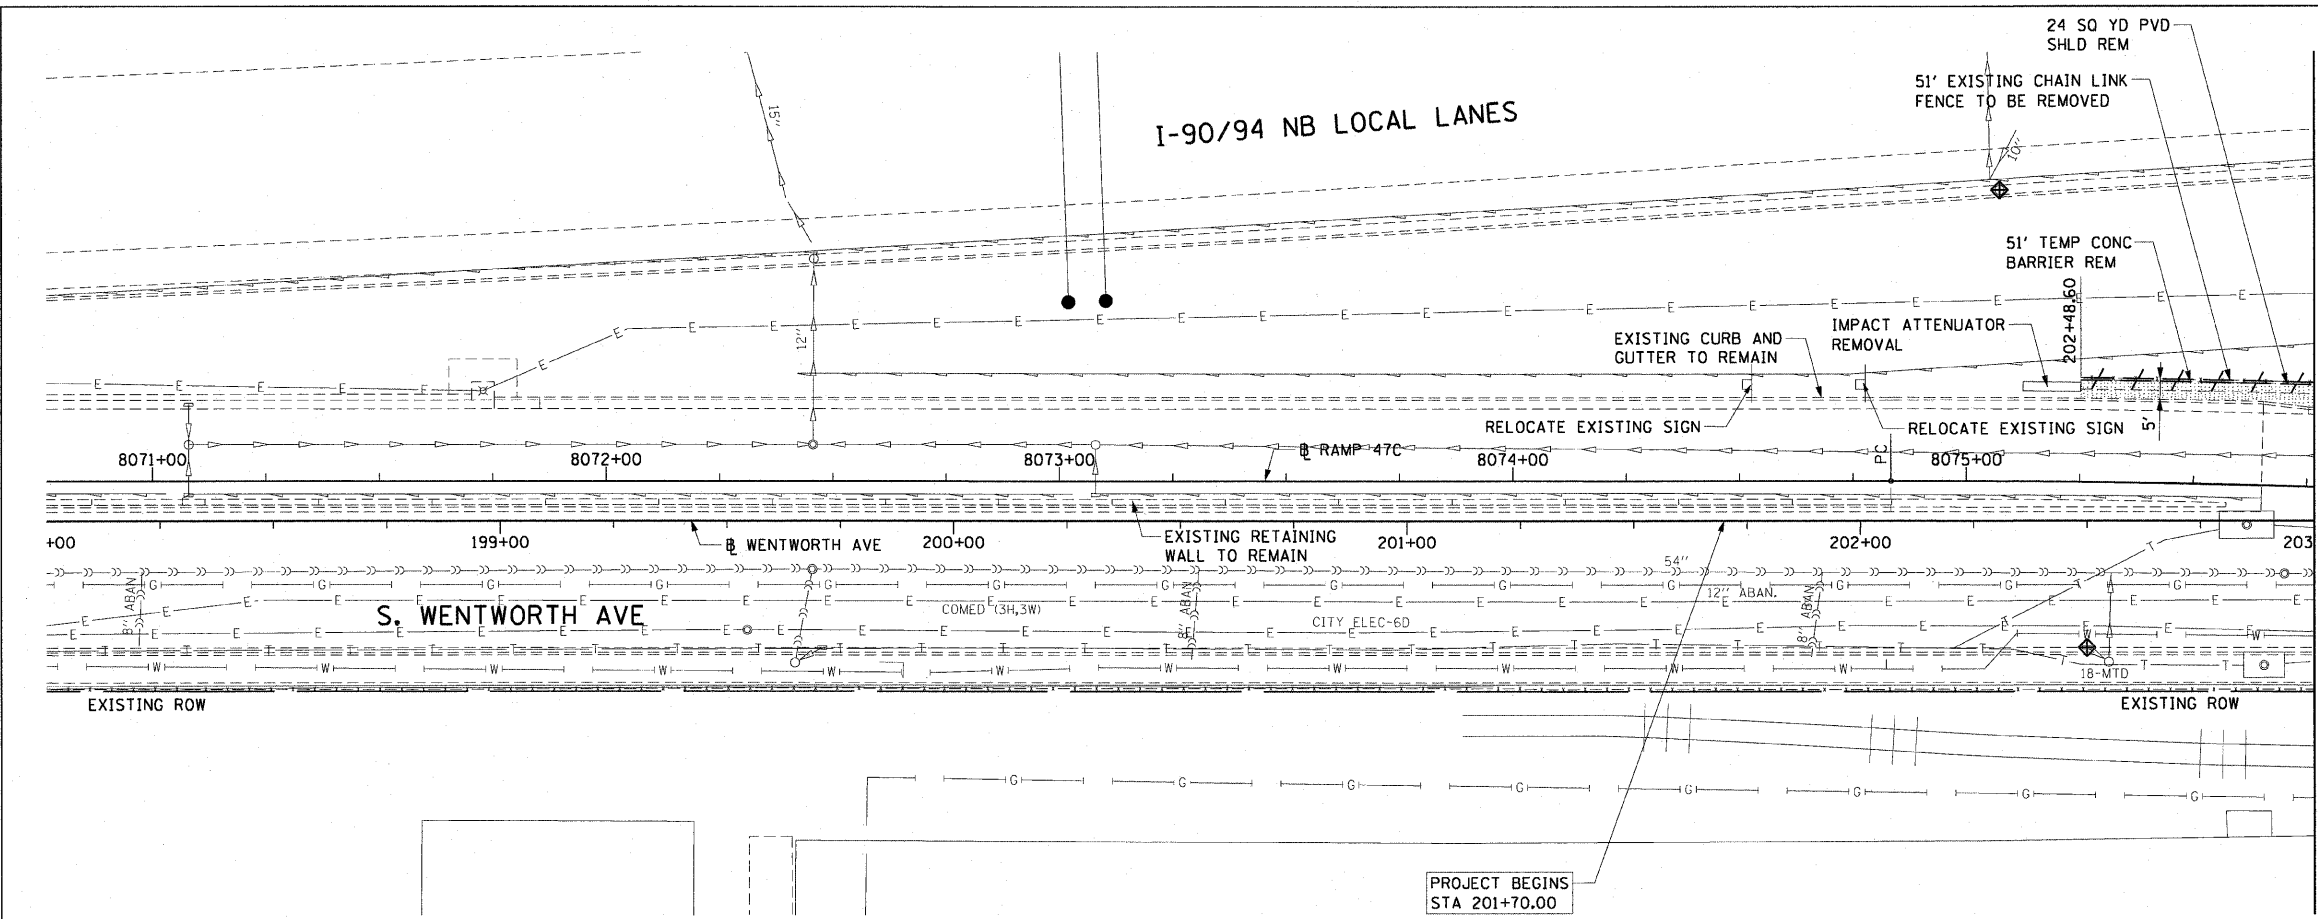 24 SQ YD PVD
SHLD REM
51' EXISTING CHAIN LINK
FENCE TO BE REMOVED
I-90/94 NB LOCAL LANES
15"
10"
51' TEMP CONC
BARRIER REM
202+48.60
12"
EXISTING CURB AND
GUTTER TO REMAIN
IMPACT ATTENUATOR
REMOVAL
E E E E E E E E E E E E E E E E
E E E E E
RELOCATE EXISTING SIGN
RELOCATE EXISTING SIGN
5'
8071+00
8072+00
8073+00
RAMP 47C
8074+00
PC
8075+00
+00
199+00
WENTWORTH AVE
200+00
EXISTING RETAINING
WALL TO REMAIN
201+00
202+00
203
54"
G G G G G G G G G G G G G
8" ABAN
8" ABAN
12" ABAN.
8" ABAN
S. WENTWORTH AVE
COMED (3H,3W)
CITY ELEC-6D
18-MTD
EXISTING ROW
EXISTING ROW
G G G G G G G G
PROJECT BEGINS
STA 201+70.00